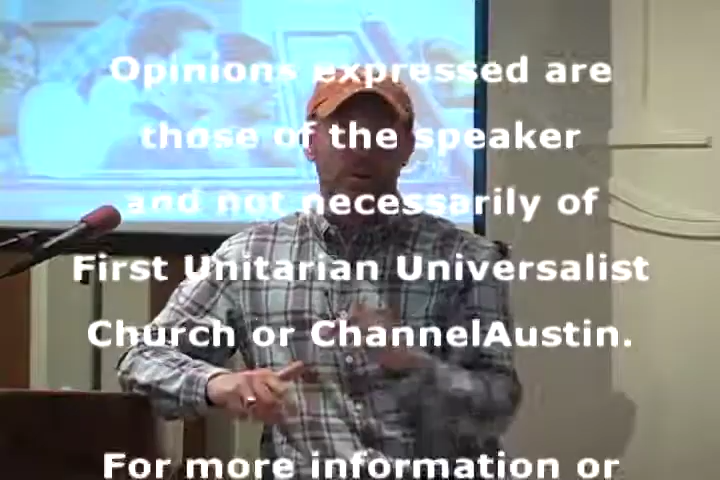 Opinions expressed are
those of the speaker
and not necessarily of
First Unitarian Universalist
Church or ChannelAustin.
For more information or